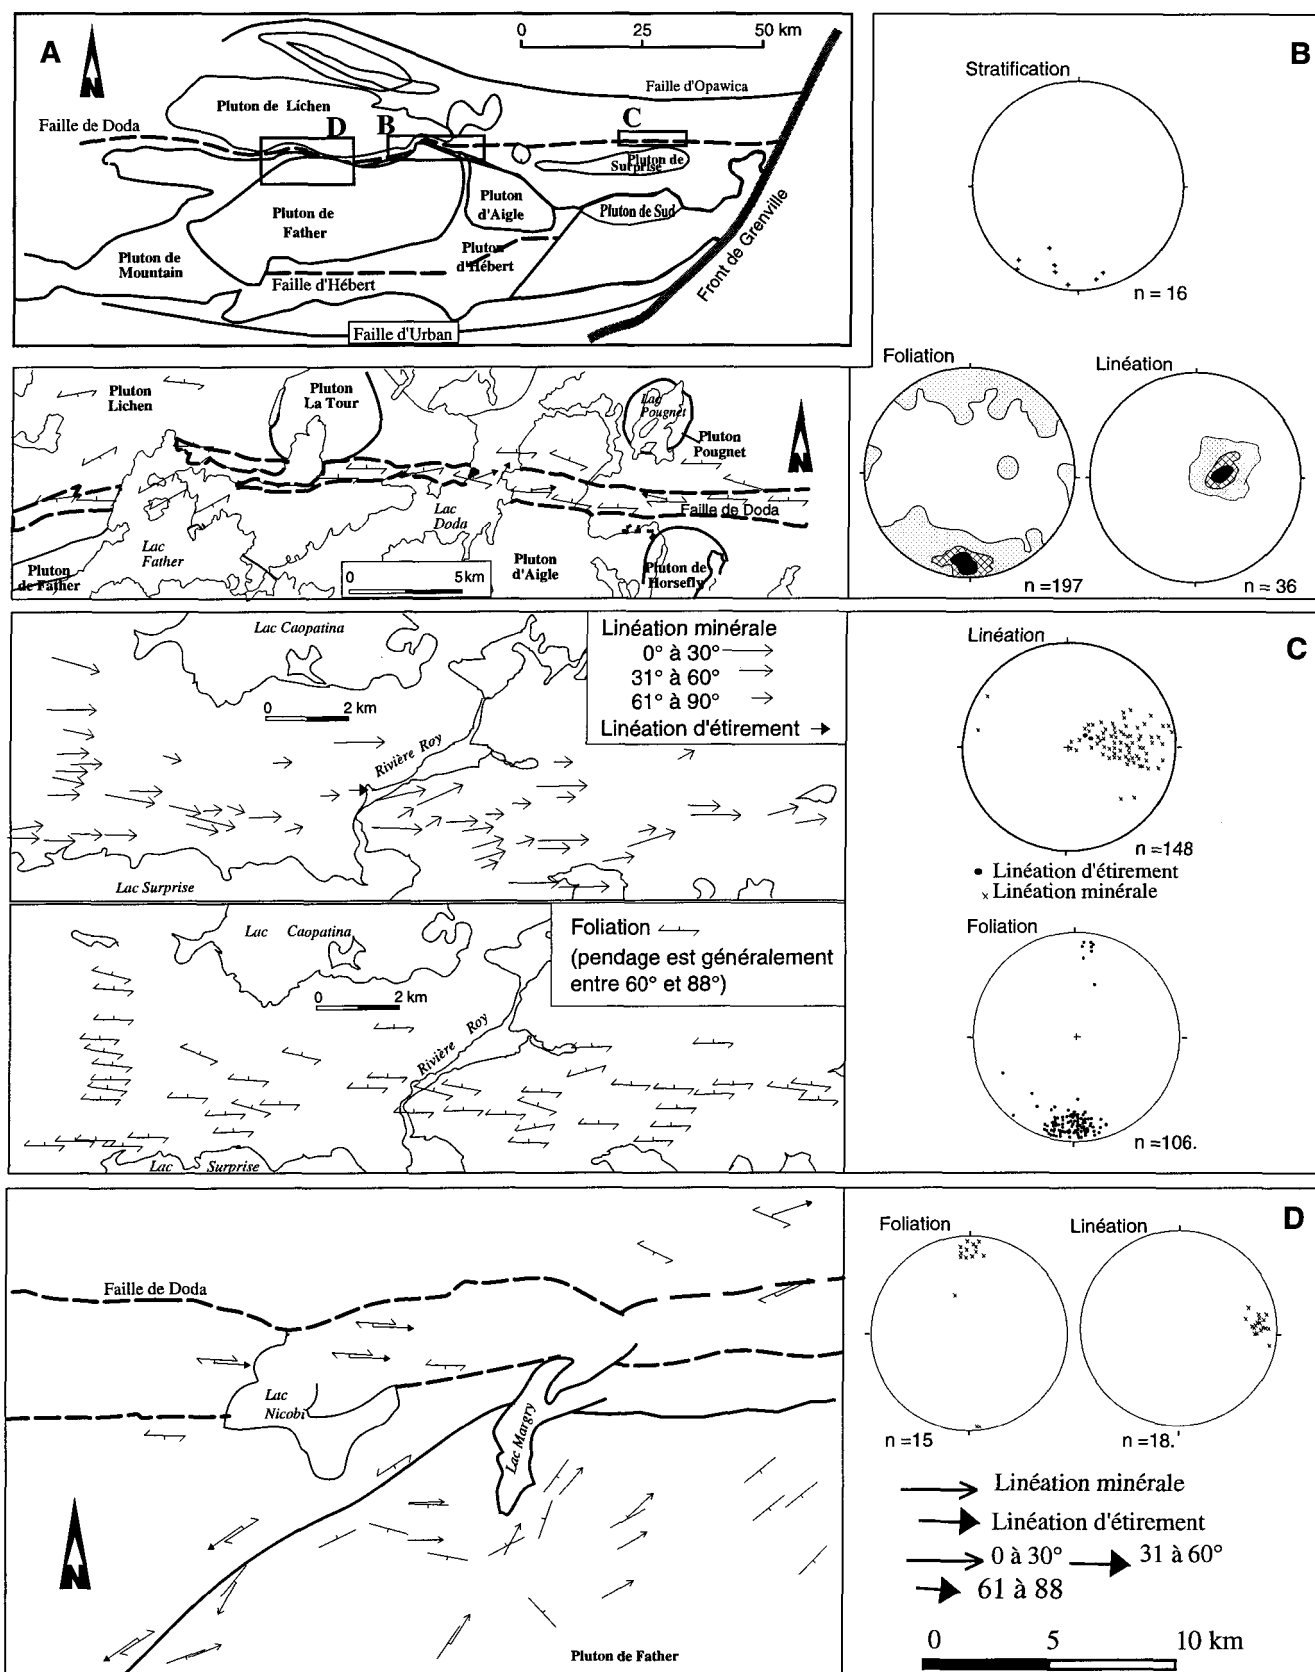 A
N
0 25 50 km
Faille d'Opawica
Pluton de Lichen
Faille de Doda
D
B
C
Pluton de
Surprise
Pluton
d'Aigle
Pluton de Sud
Pluton de
Father
Pluton
d'Hébert
Pluton de
Mountain
Faille d'Hébert
Faille d'Urban
Front de Grenville
B
Stratification
n = 16
Foliation
n =197
Linéation
n = 36
Pluton
Lichen
Pluton
La Tour
Lac
Pougnet
Pluton
Pougnet
N
Faille de Doda
Lac
Doda
Lac
Father
Pluton
de Father
0 5km
Pluton
d'Aigle
Pluton de
Horsefly
Lac Caopatina
0 2 km
Linéation minérale
0° à 30°
31° à 60°
61° à 90°
Linéation d'étirement
Rivière Roy
Lac Surprise
C
Linéation
n =148
Linéation d'étirement
x Linéation minérale
Foliation
n =106.
Lac Caopatina
0 2 km
Foliation
(pendage est généralement
entre 60° et 88°)
Rivière Roy
Lac Surprise
D
Foliation
n =15
Linéation
n =18.
Faille de Doda
Lac
Nicobi
Lac Margry
N
Pluton de Father
Linéation minérale
Linéation d'étirement
0 à 30° 31 à 60°
61 à 88
0 5 10 km